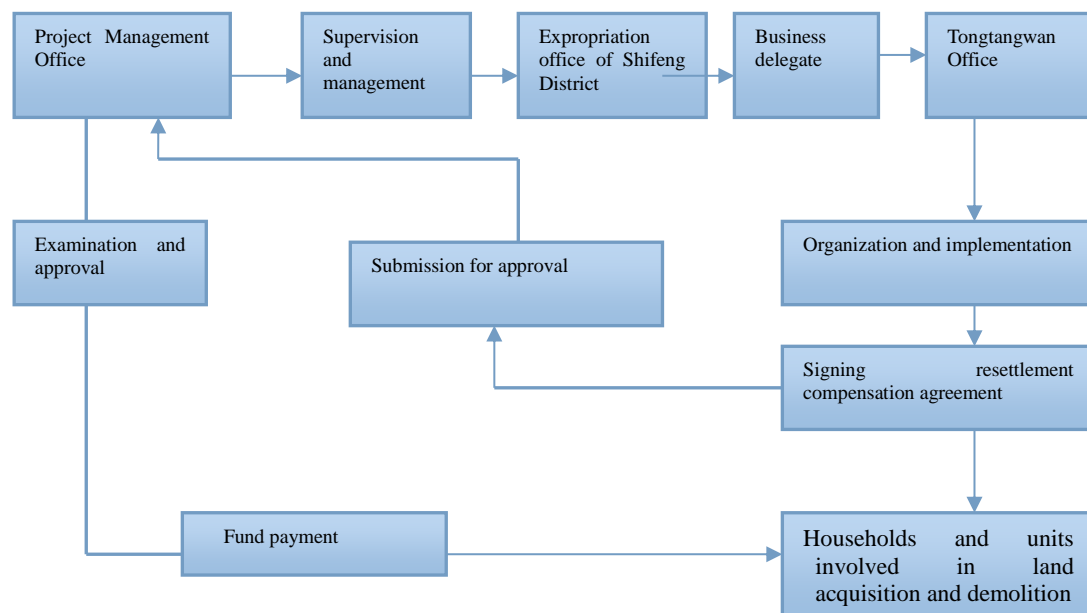 Project Management
Office
Supervision
and
management
Expropriation
office of Shifeng
District
Business
delegate
Tongtangwan
Office
Examination and
approval
Submission for approval
Organization and implementation
Signing resettlement
compensation agreement
Fund payment
Households and units
involved in land
acquisition and demolition